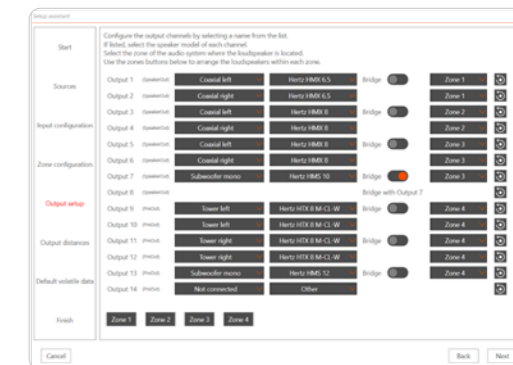 Setup assistant
Start
Sources
Input configuration
Zone configuration
Output setup
Output distances
Default volatile data
Finish
Configure the output channels by selecting a name from the list.
If listed, select the speaker model of each channel.
Select the zone of the audio system where the loudspeaker is located.
Use the zones buttons below to arrange the loudspeakers within each zone.
Output 1 (SpeakerOut) Coaxial left Hertz HMX 6.5 Bridge Zone 1
Output 2 (SpeakerOut) Coaxial right Hertz HMX 6.5 Zone 1
Output 3 (SpeakerOut) Coaxial left Hertz HMX 8 Bridge Zone 2
Output 4 (SpeakerOut) Coaxial right Hertz HMX 8 Zone 2
Output 5 (SpeakerOut) Coaxial left Hertz HMX 8 Bridge Zone 3
Output 6 (SpeakerOut) Coaxial right Hertz HMX 8 Zone 3
Output 7 (SpeakerOut) Subwoofer mono Hertz HMS 10 Bridge Zone 3
Output 8 (SpeakerOut) Bridge with Output 7
Output 9 (PreOut) Tower left Hertz HTX 8 M-CL-W Bridge Zone 4
Output 10 (PreOut) Tower left Hertz HTX 8 M-CL-W Zone 4
Output 11 (PreOut) Tower right Hertz HTX 8 M-CL-W Bridge Zone 4
Output 12 (PreOut) Tower right Hertz HTX 8 M-CL-W Zone 4
Output 13 (PreOut) Subwoofer mono Hertz HMS 12 Bridge Zone 4
Output 14 (PreOut) Not connected Other
Zone 1 Zone 2 Zone 3 Zone 4
Cancel Back Next